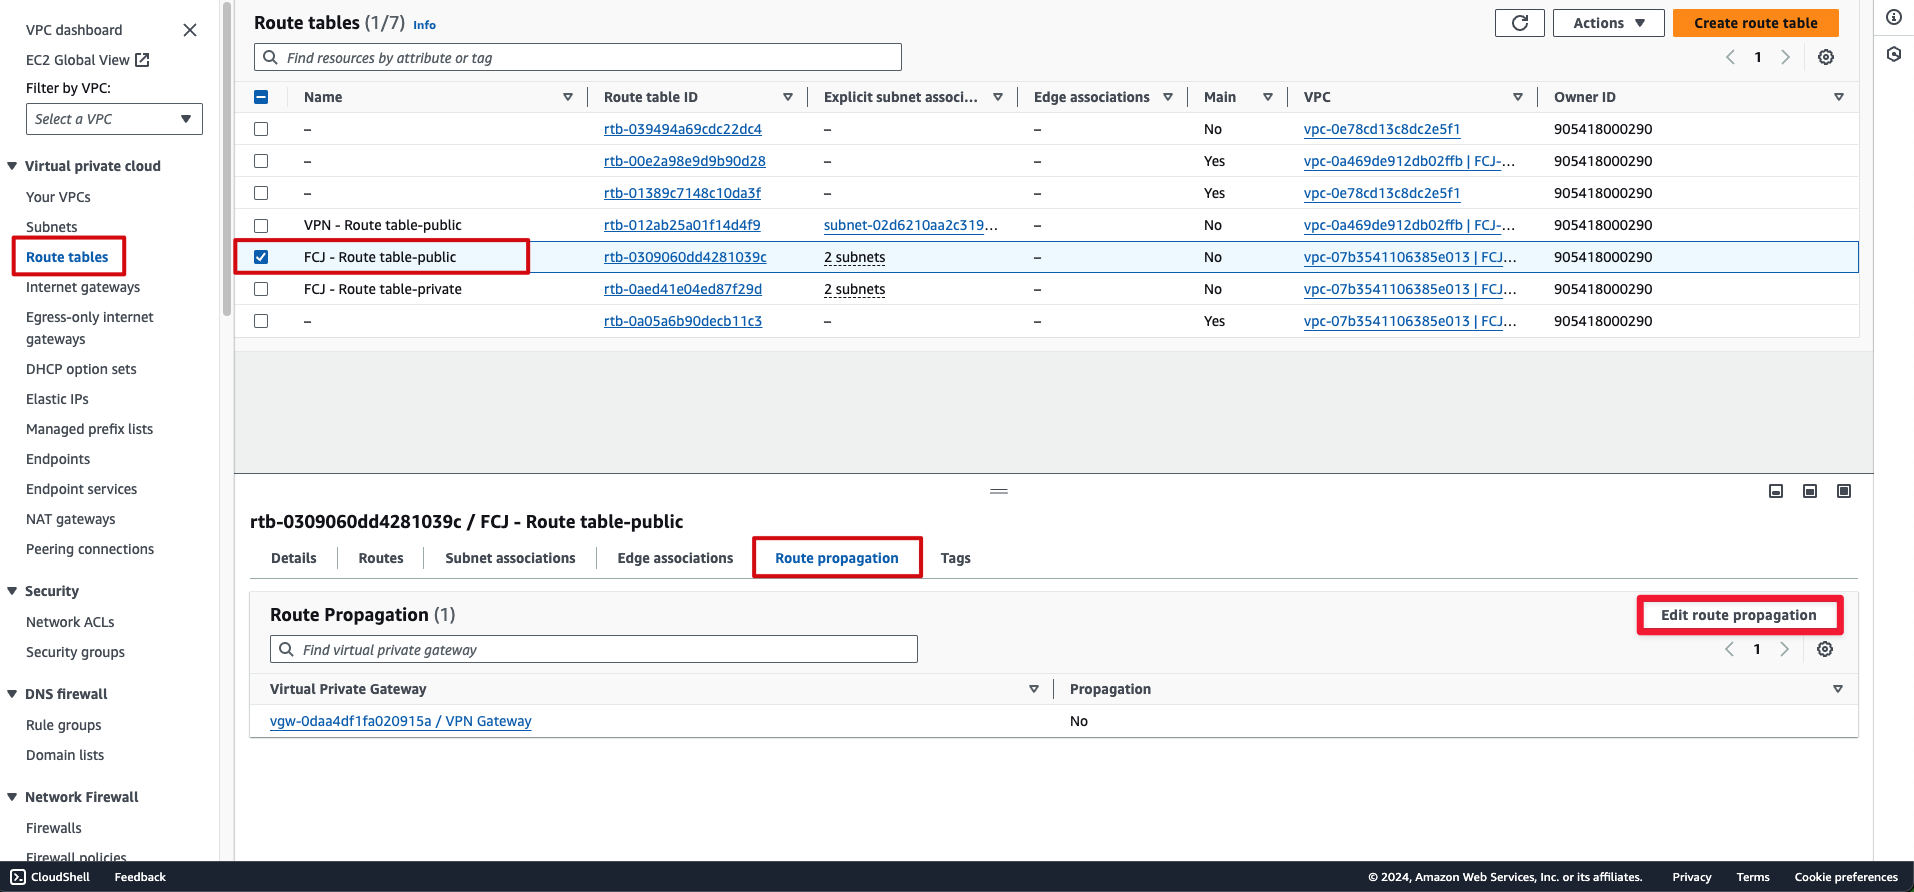 VPC dashboard
EC2 Global View
Filter by VPC:
Select a VPC
Virtual private cloud
Your VPCs
Subnets
Route tables
Internet gateways
Egress-only internet
gateways
DHCP option sets
Elastic IPs
Managed prefix lists
Endpoints
Endpoint services
NAT gateways
Peering connections
Security
Network ACLs
Security groups
DNS firewall
Rule groups
Domain lists
Network Firewall
Firewalls
Firewall policies
Route tables (1/7) Info
Actions
Create route table
Find resources by attribute or tag
1
Name Route table ID Explicit subnet associ... Edge associations Main VPC Owner ID
– rtb-039494a69cdc22dc4 – – No vpc-0e78cd13c8dc2e5f1 905418000290
– rtb-00e2a98e9d9b90d28 – – Yes vpc-0a469de912db02ffb | FCJ-... 905418000290
– rtb-01389c7148c10da3f – – Yes vpc-0e78cd13c8dc2e5f1 905418000290
VPN - Route table-public rtb-012ab25a01f14d4f9 subnet-02d6210aa2c319... – No vpc-0a469de912db02ffb | FCJ-... 905418000290
FCJ - Route table-public rtb-0309060dd4281039c 2 subnets – No vpc-07b3541106385e013 | FCJ... 905418000290
FCJ - Route table-private rtb-0aed41e04ed87f29d 2 subnets – No vpc-07b3541106385e013 | FCJ... 905418000290
– rtb-0a05a6b90decb11c3 – – Yes vpc-07b3541106385e013 | FCJ... 905418000290
rtb-0309060dd4281039c / FCJ - Route table-public
Details Routes Subnet associations Edge associations Route propagation Tags
Route Propagation (1)
Edit route propagation
Find virtual private gateway
1
Virtual Private Gateway Propagation
vgw-0daa4df1fa020915a / VPN Gateway No
CloudShell Feedback © 2024, Amazon Web Services, Inc. or its affiliates. Privacy Terms Cookie preferences